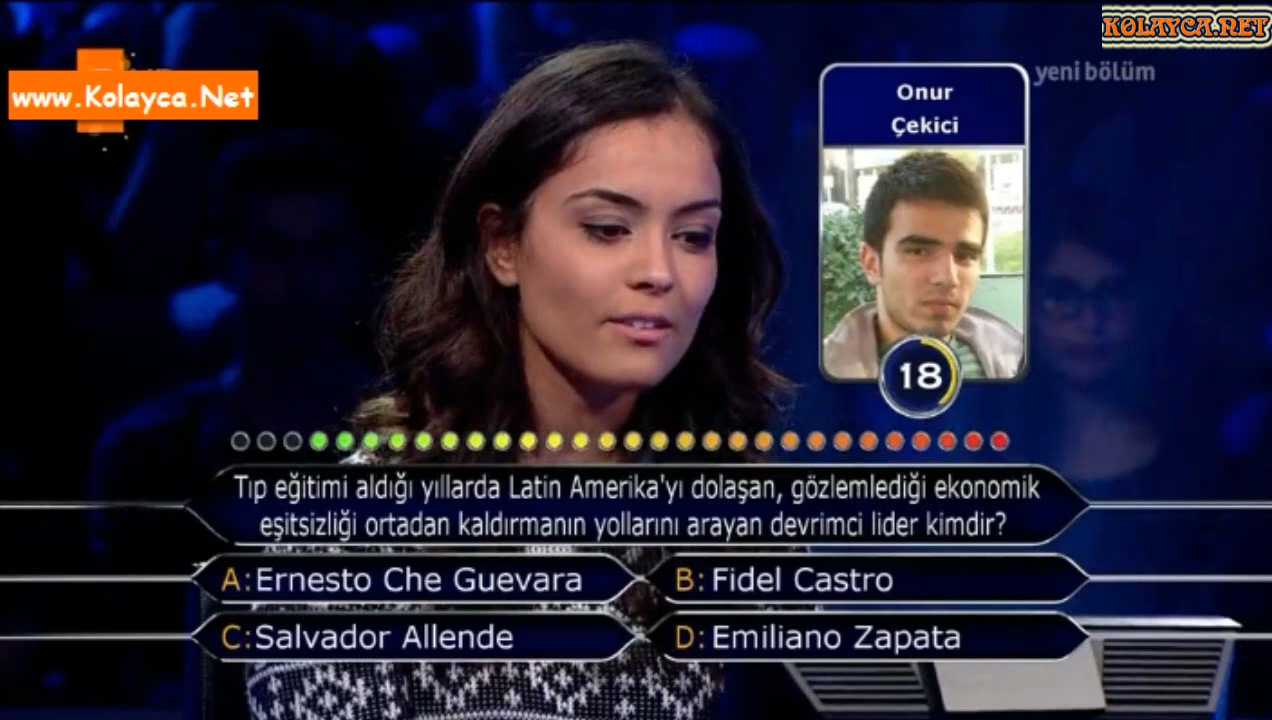 KOLAYCA.NET
www.Kolayca.Net
yeni bölüm
Onur
Çekici
18
Tıp eğitimi aldığı yıllarda Latin Amerika'yı dolaşan, gözlemlediği ekonomik
eşitsizliği ortadan kaldırmanın yollarını arayan devrimci lider kimdir?
A:Ernesto Che Guevara
B:Fidel Castro
C:Salvador Allende
D:Emiliano Zapata